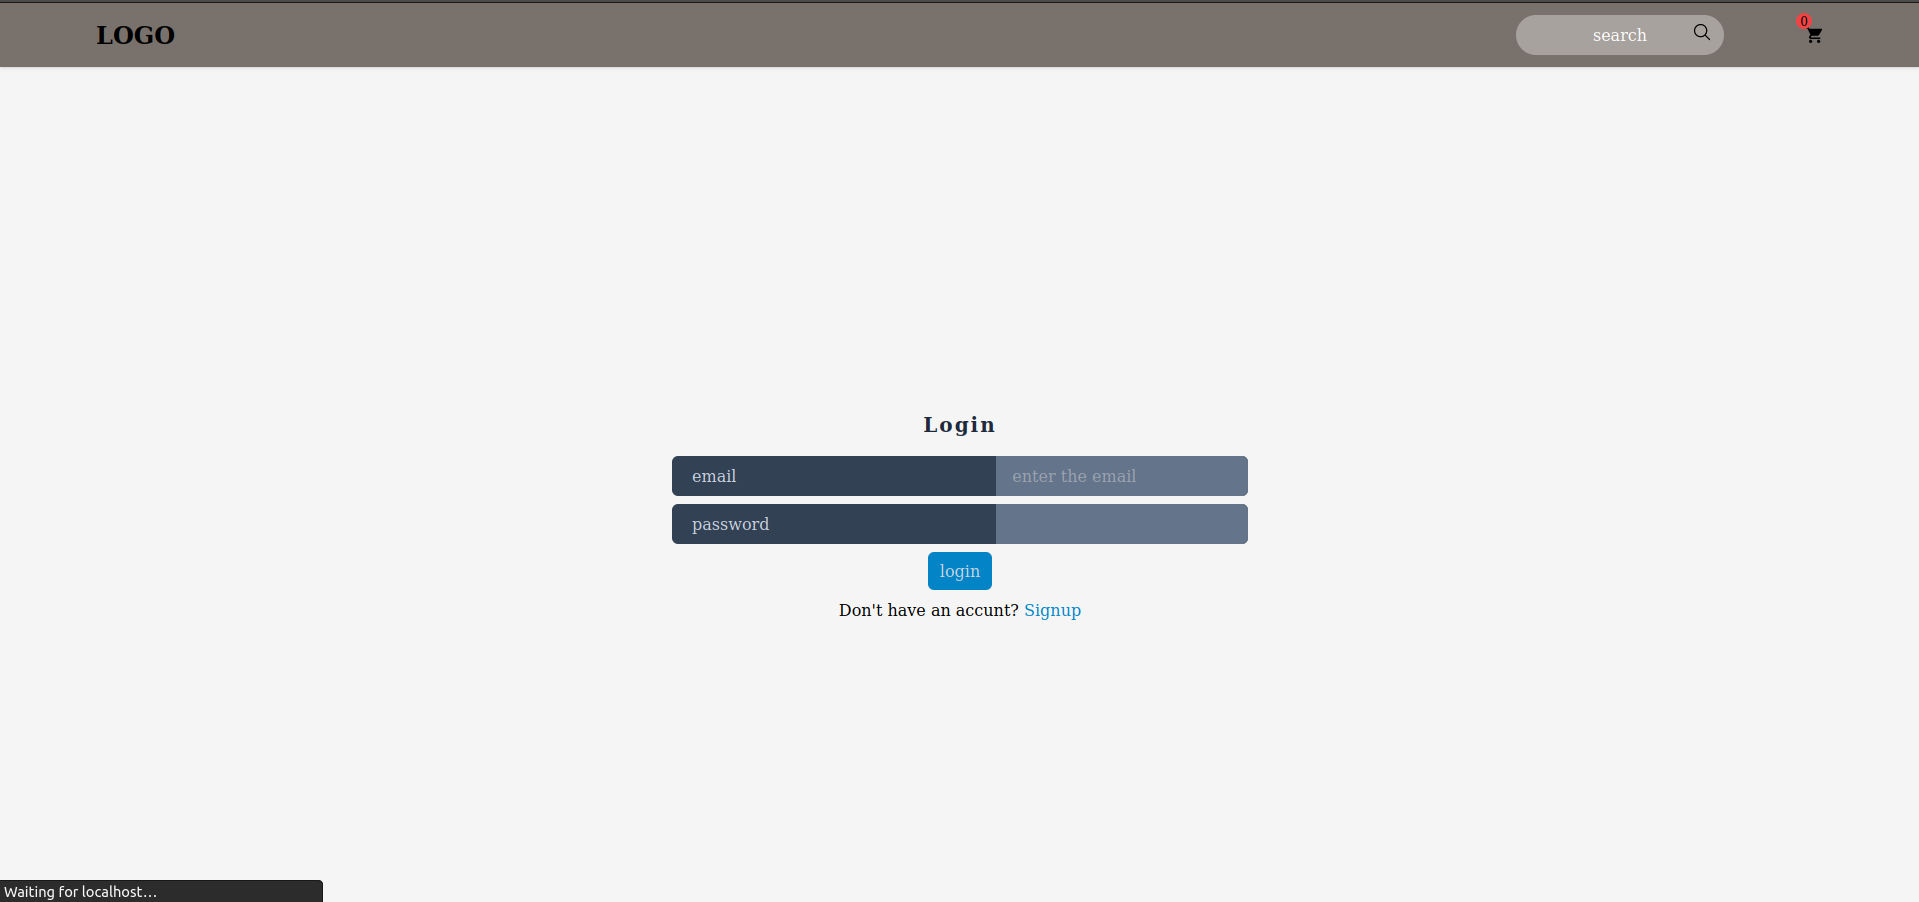 LOGO
search
0
Login
email
enter the email
password
login
Don't have an accunt? Signup
Waiting for localhost…